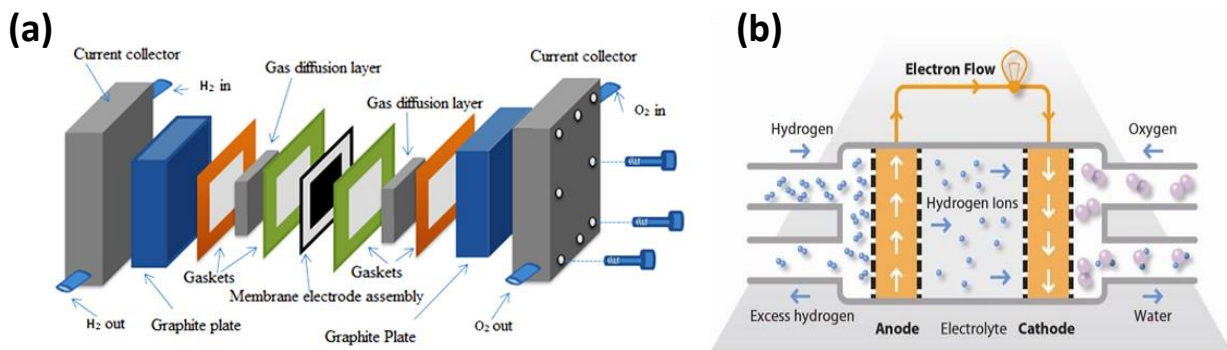 (a)
Current collector
H₂ in
Gas diffusion layer
Gas diffusion layer
Current collector
O₂ in
Gaskets
Gaskets
Membrane electrode assembly
H₂ out
Graphite plate
Graphite Plate
O₂ out
(b)
Electron Flow
Hydrogen
Oxygen
Hydrogen Ions
Excess hydrogen
Anode
Electrolyte
Cathode
Water